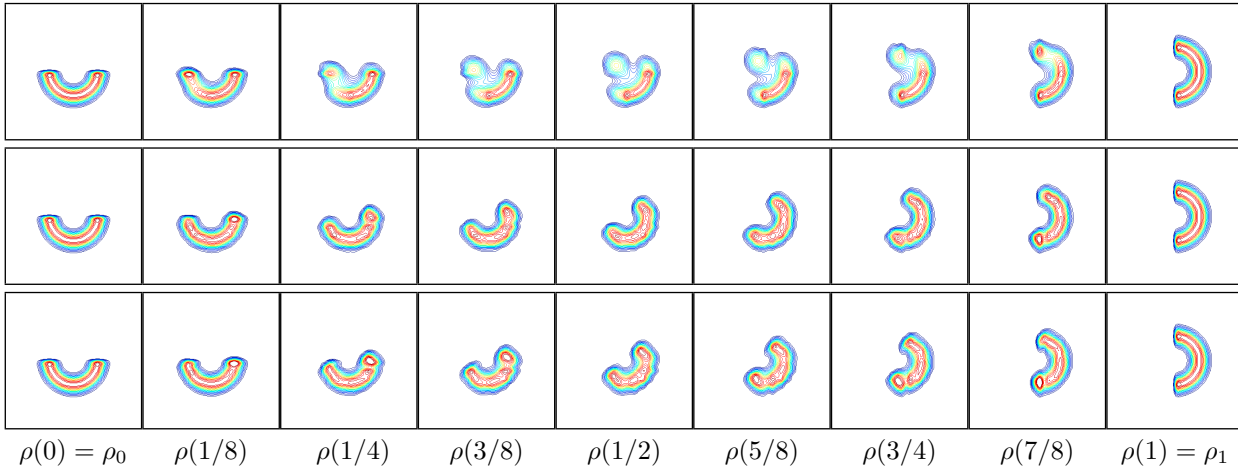 ρ(0) = ρ₀ ρ(1/8) ρ(1/4) ρ(3/8) ρ(1/2) ρ(5/8) ρ(3/4) ρ(7/8) ρ(1) = ρ₁